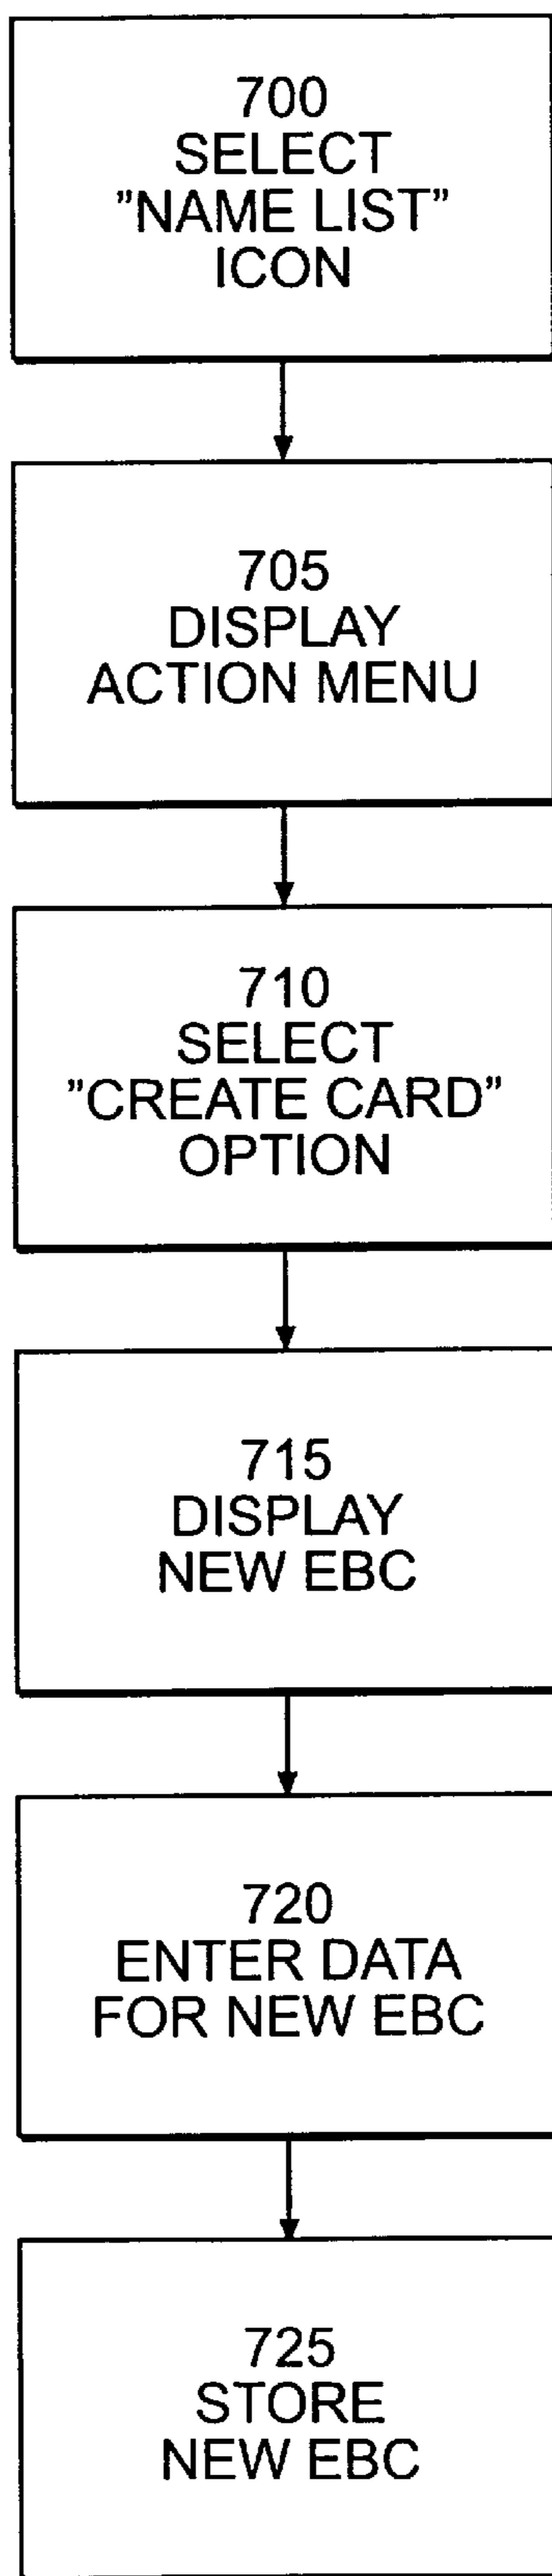 700
SELECT
”NAME LIST”
ICON
705
DISPLAY
ACTION MENU
710
SELECT
”CREATE CARD”
OPTION
715
DISPLAY
NEW EBC
720
ENTER DATA
FOR NEW EBC
725
STORE
NEW EBC